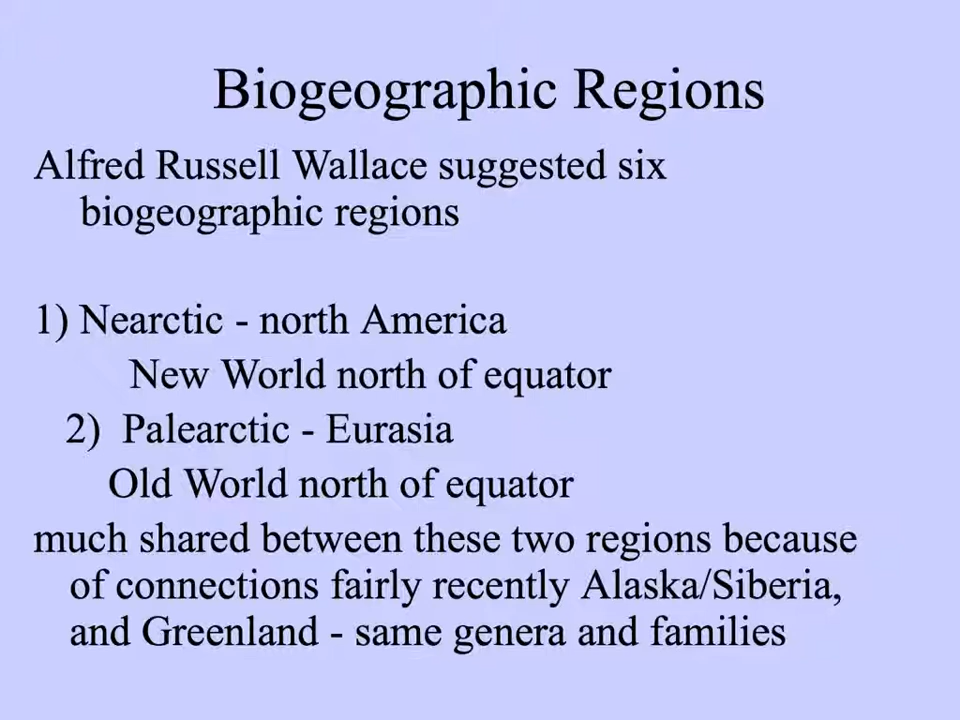 Biogeographic Regions
Alfred Russell Wallace suggested six
biogeographic regions
1) Nearctic - north America
New World north of equator
2) Palearctic - Eurasia
Old World north of equator
much shared between these two regions because
of connections fairly recently Alaska/Siberia,
and Greenland - same genera and families